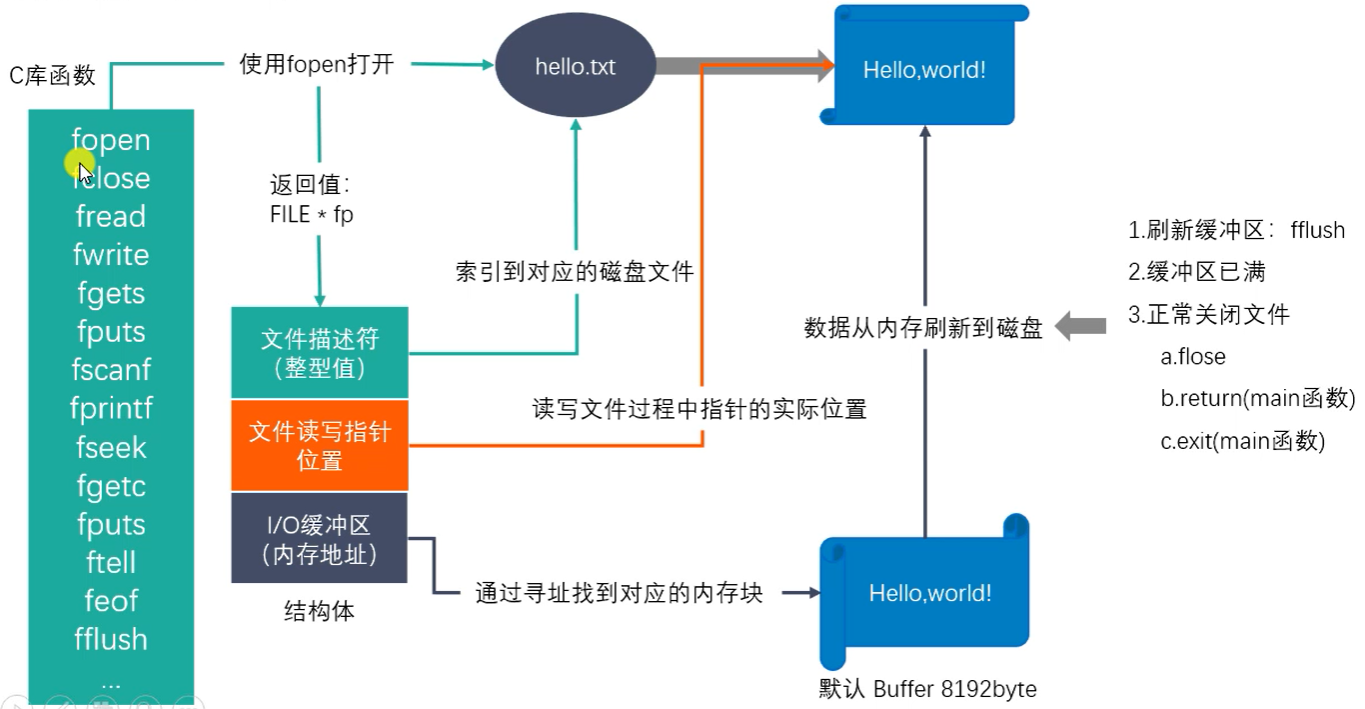 C库函数
fopen
fclose
fread
fwrite
fgets
fputs
fscanf
fprintf
fseek
fgetc
fputs
ftell
feof
fflush
...
使用fopen打开
返回值：
FILE * fp
文件描述符
（整型值）
文件读写指针
位置
I/O缓冲区
（内存地址）
结构体
hello.txt
索引到对应的磁盘文件
读写文件过程中指针的实际位置
通过寻址找到对应的内存块
Hello,world!
数据从内存刷新到磁盘
Hello,world!
默认 Buffer 8192byte
1.刷新缓冲区：fflush
2.缓冲区已满
3.正常关闭文件
a.flose
b.return(main函数)
c.exit(main函数)